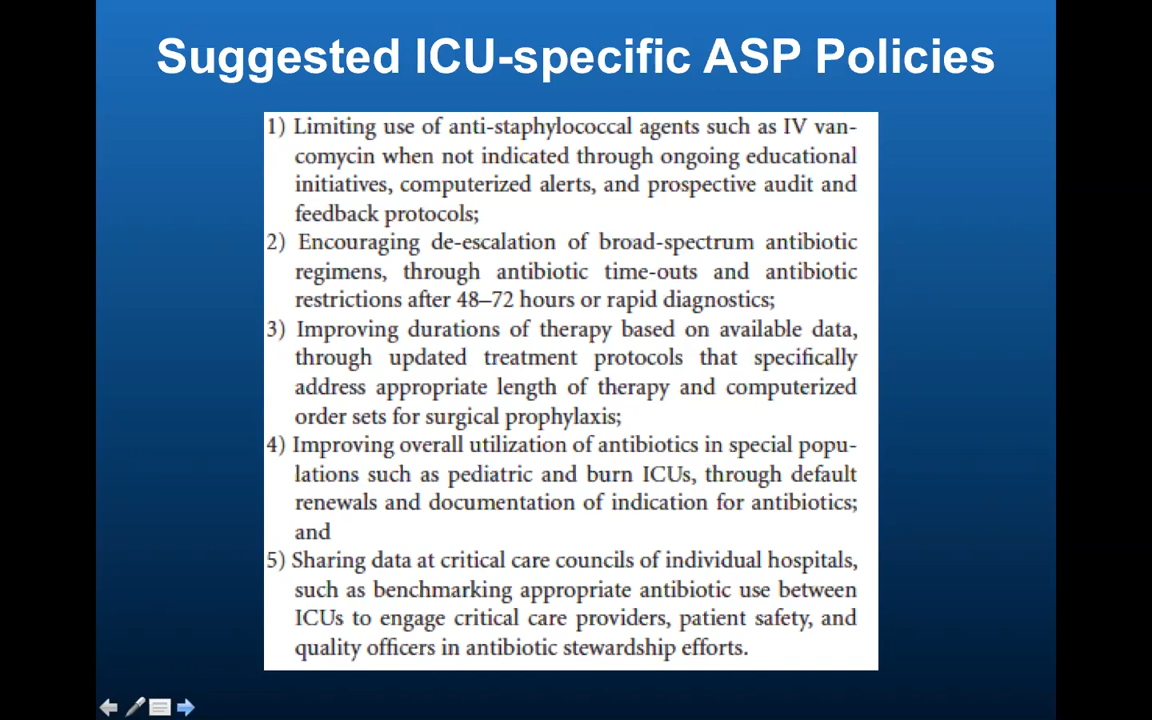 Suggested ICU-specific ASP Policies
1) Limiting use of anti-staphylococcal agents such as IV van-
comycin when not indicated through ongoing educational
initiatives, computerized alerts, and prospective audit and
feedback protocols;
2) Encouraging de-escalation of broad-spectrum antibiotic
regimens, through antibiotic time-outs and antibiotic
restrictions after 48–72 hours or rapid diagnostics;
3) Improving durations of therapy based on available data,
through updated treatment protocols that specifically
address appropriate length of therapy and computerized
order sets for surgical prophylaxis;
4) Improving overall utilization of antibiotics in special popu-
lations such as pediatric and burn ICUs, through default
renewals and documentation of indication for antibiotics;
and
5) Sharing data at critical care councils of individual hospitals,
such as benchmarking appropriate antibiotic use between
ICUs to engage critical care providers, patient safety, and
quality officers in antibiotic stewardship efforts.